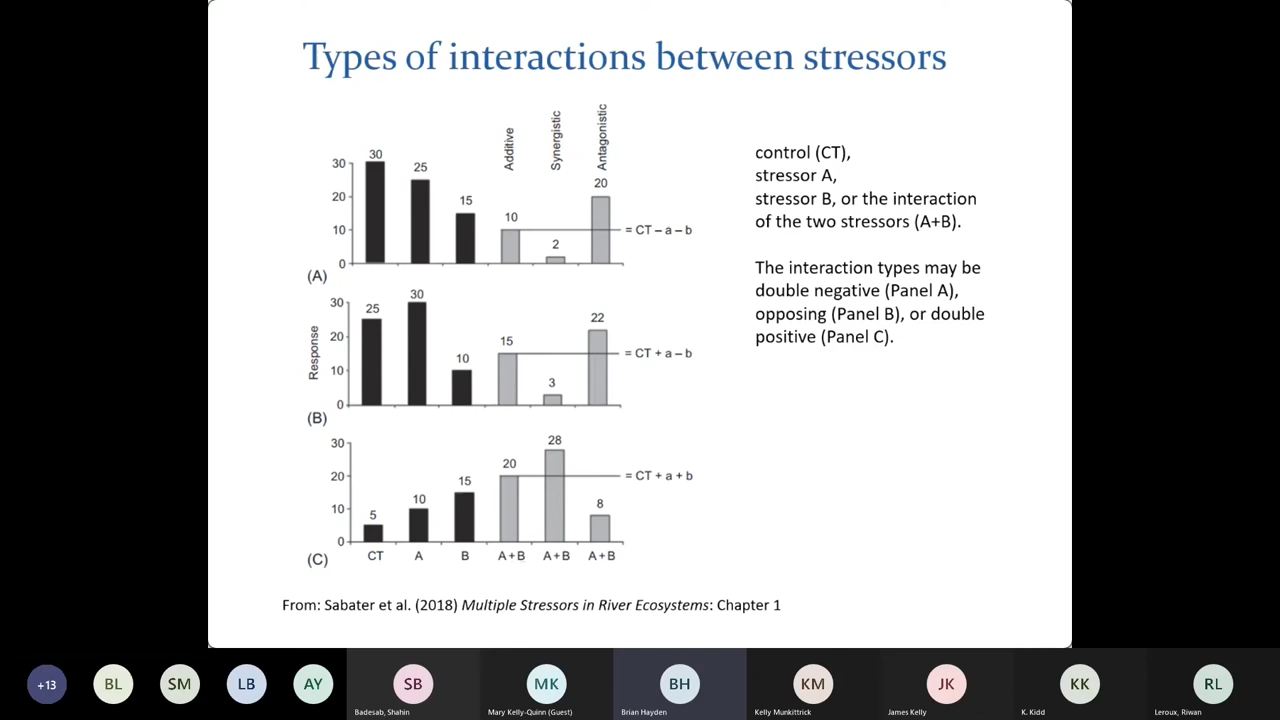 Types of interactions between stressors
Additive
Synergistic
Antagonistic
30
20
10
0
30
25
15
10
2
20
= CT – a – b
(A)
Response
30
20
10
0
25
30
10
15
3
22
= CT + a – b
(B)
30
20
10
0
5
10
15
20
28
8
= CT + a + b
(C)
CT
A
B
A + B
A + B
A + B
control (CT),
stressor A,
stressor B, or the interaction
of the two stressors (A+B).
The interaction types may be
double negative (Panel A),
opposing (Panel B), or double
positive (Panel C).
From: Sabater et al. (2018) Multiple Stressors in River Ecosystems: Chapter 1
+13
BL
SM
LB
AY
SB
MK
BH
KM
JK
KK
RL
Badesab, Shahin
Mary Kelly-Quinn (Guest)
Brian Hayden
Kelly Munkittrick
James Kelly
K. Kidd
Leroux, Riwan